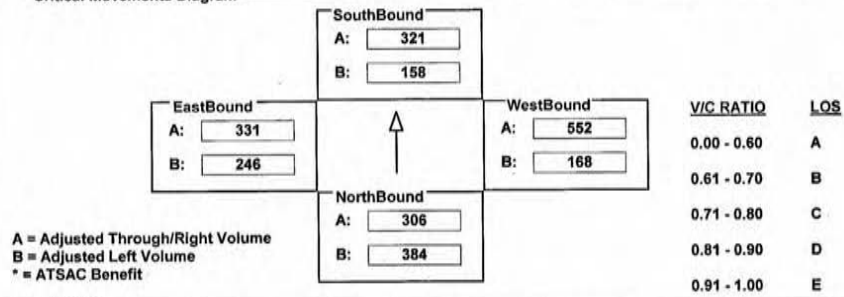 SouthBound
A: 321
B: 158
EastBound
A: 331
B: 246
WestBound
A: 552
B: 168
NorthBound
A: 306
B: 384
A = Adjusted Through/Right Volume
B = Adjusted Left Volume
* = ATSAC Benefit
V/C RATIO LOS
0.00 - 0.60 A
0.61 - 0.70 B
0.71 - 0.80 C
0.81 - 0.90 D
0.91 - 1.00 E